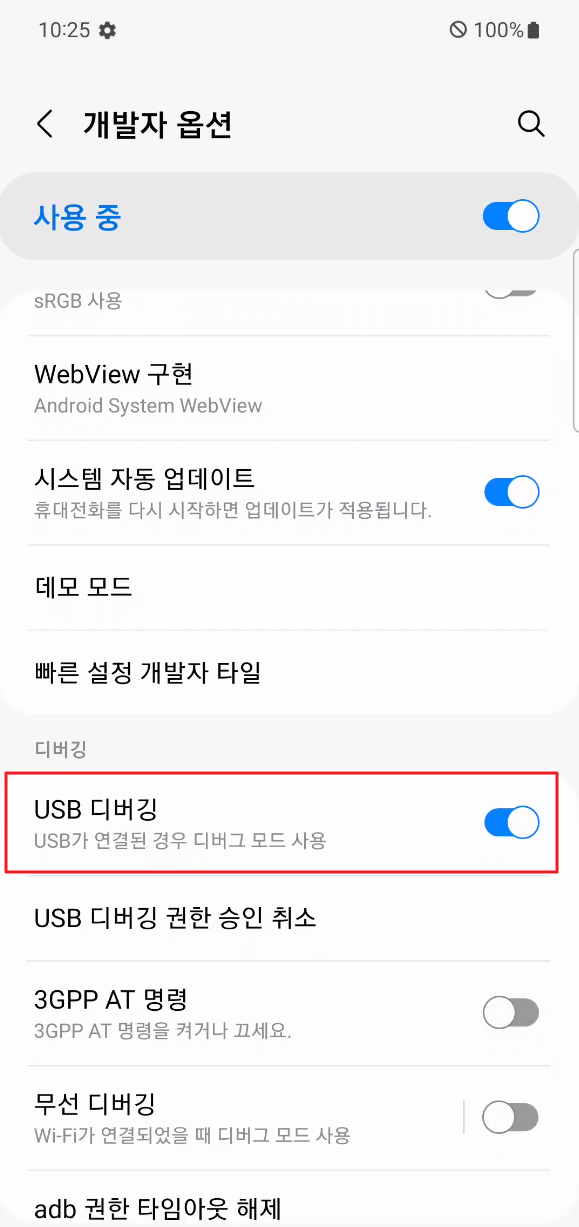 10:25
100%
개발자 옵션
사용 중
sRGB 사용
WebView 구현
Android System WebView
시스템 자동 업데이트
휴대전화를 다시 시작하면 업데이트가 적용됩니다.
데모 모드
빠른 설정 개발자 타일
디버깅
USB 디버깅
USB가 연결된 경우 디버그 모드 사용
USB 디버깅 권한 승인 취소
3GPP AT 명령
3GPP AT 명령을 켜거나 끄세요.
무선 디버깅
Wi-Fi가 연결되었을 때 디버그 모드 사용
adb 권한 타임아웃 해제